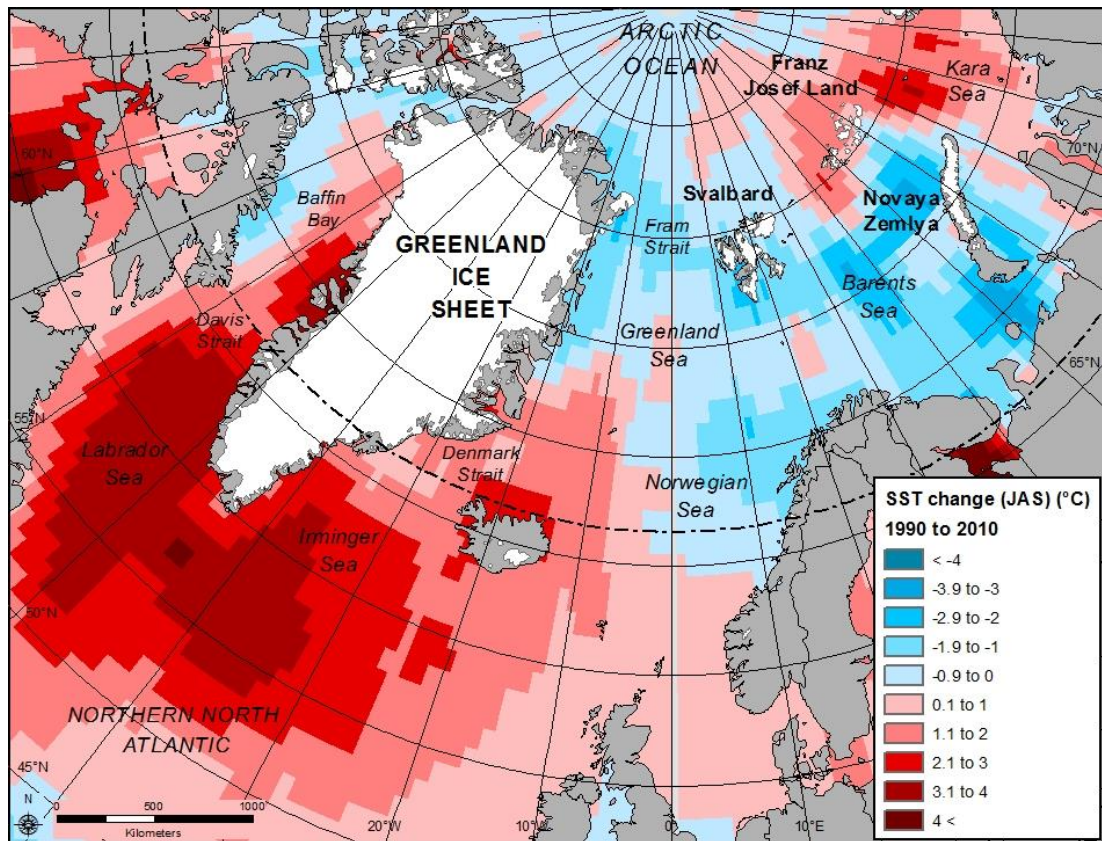 ARCTIC
OCEAN
Franz
Josef Land
Kara
Sea
60°N
70°N
Baffin
Bay
Svalbard
Novaya
Zemlya
GREENLAND
ICE
SHEET
Fram
Strait
Barents
Sea
Davis
Strait
Greenland
Sea
65°N
55°N
Labrador
Sea
Denmark
Strait
Norwegian
Sea
Irminger
Sea
50°N
NORTHERN NORTH
ATLANTIC
45°N
N
0 500 1000
Kilometers
20°W
10°W
0°
10°E
SST change (JAS) (°C)
1990 to 2010
< -4
-3.9 to -3
-2.9 to -2
-1.9 to -1
-0.9 to 0
0.1 to 1
1.1 to 2
2.1 to 3
3.1 to 4
4 <